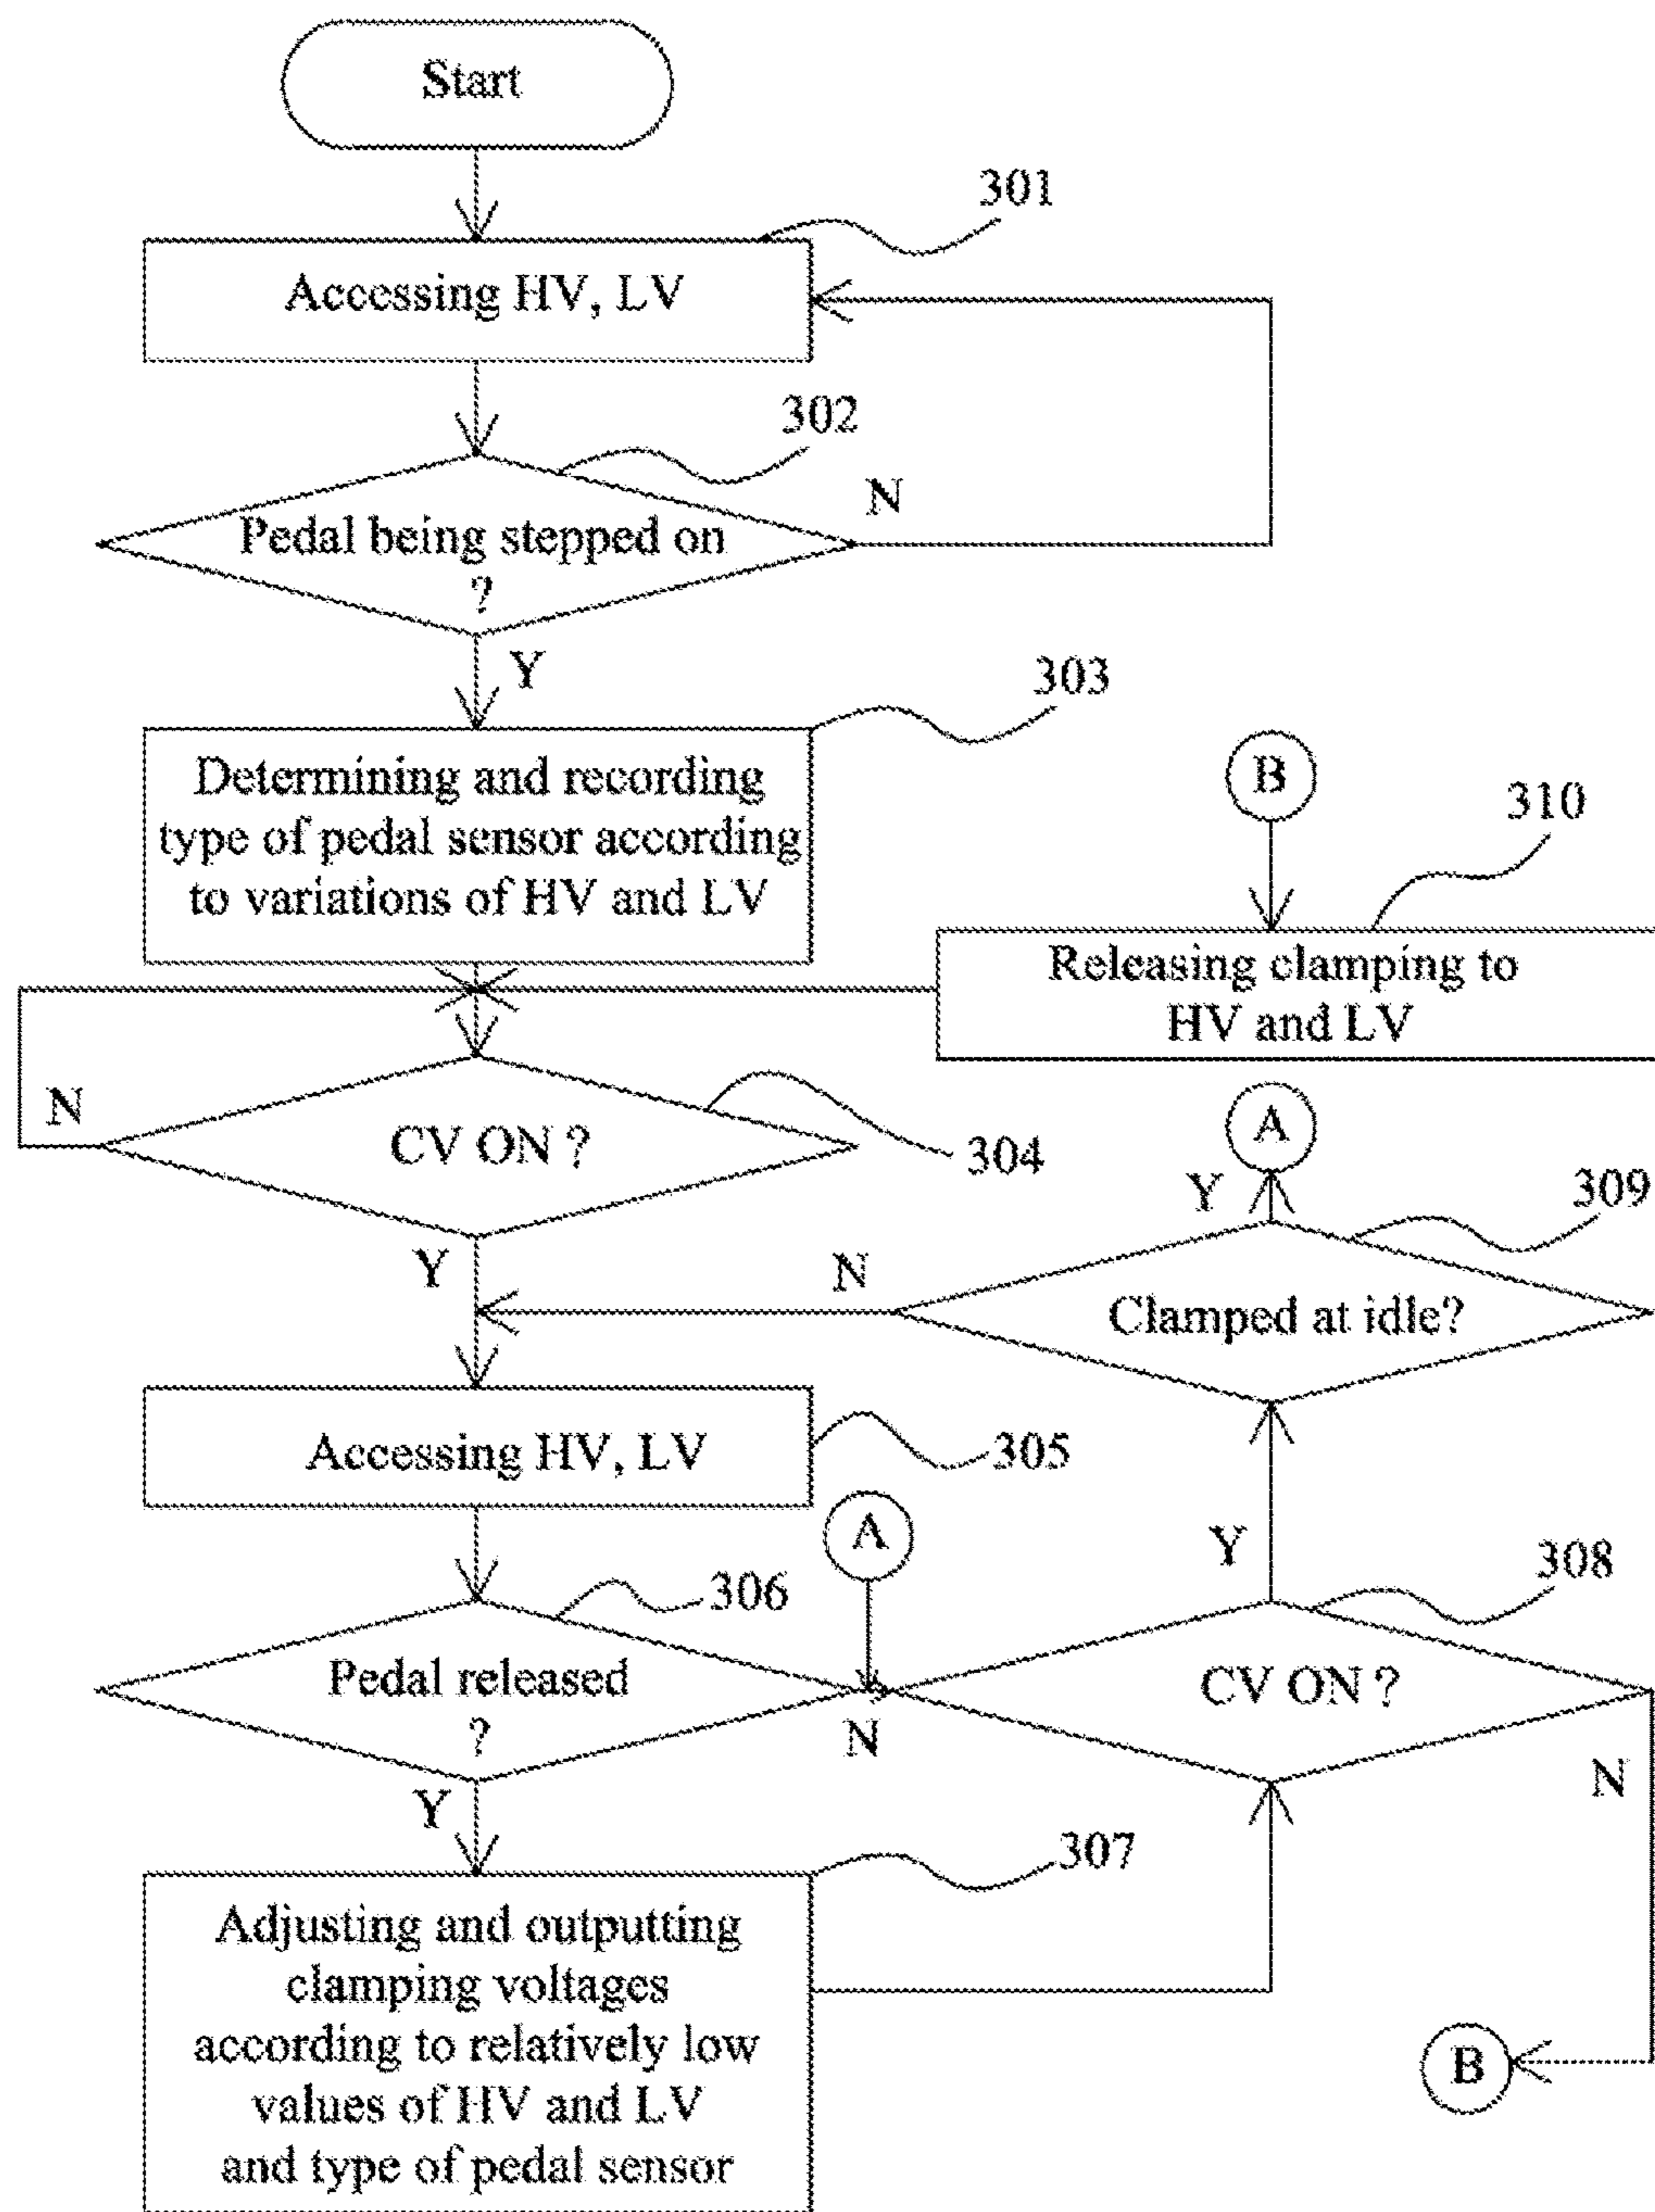 Start
301
Accessing HV, LV
302
Pedal being stepped on
?
N
Y
303
Determining and recording
type of pedal sensor according
to variations of HV and LV
B
310
Releasing clamping to
HV and LV
N
CV ON ?
304
A
Y
309
Y
N
Clamped at idle?
Accessing HV, LV
305
A
Y
308
306
Pedal released
?
N
CV ON ?
N
Y
307
Adjusting and outputting
clamping voltages
according to relatively low
values of HV and LV
and type of pedal sensor
B